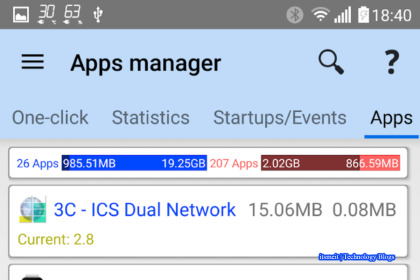 30 63 18:40
Apps manager ?
One-click Statistics Startups/Events Apps
26 Apps 985.51MB 19.25GB 207 Apps 2.02GB 866.59MB
3C - ICS Dual Network 15.06MB 0.08MB
Current: 2.8
itsmeit | Technology Blogs